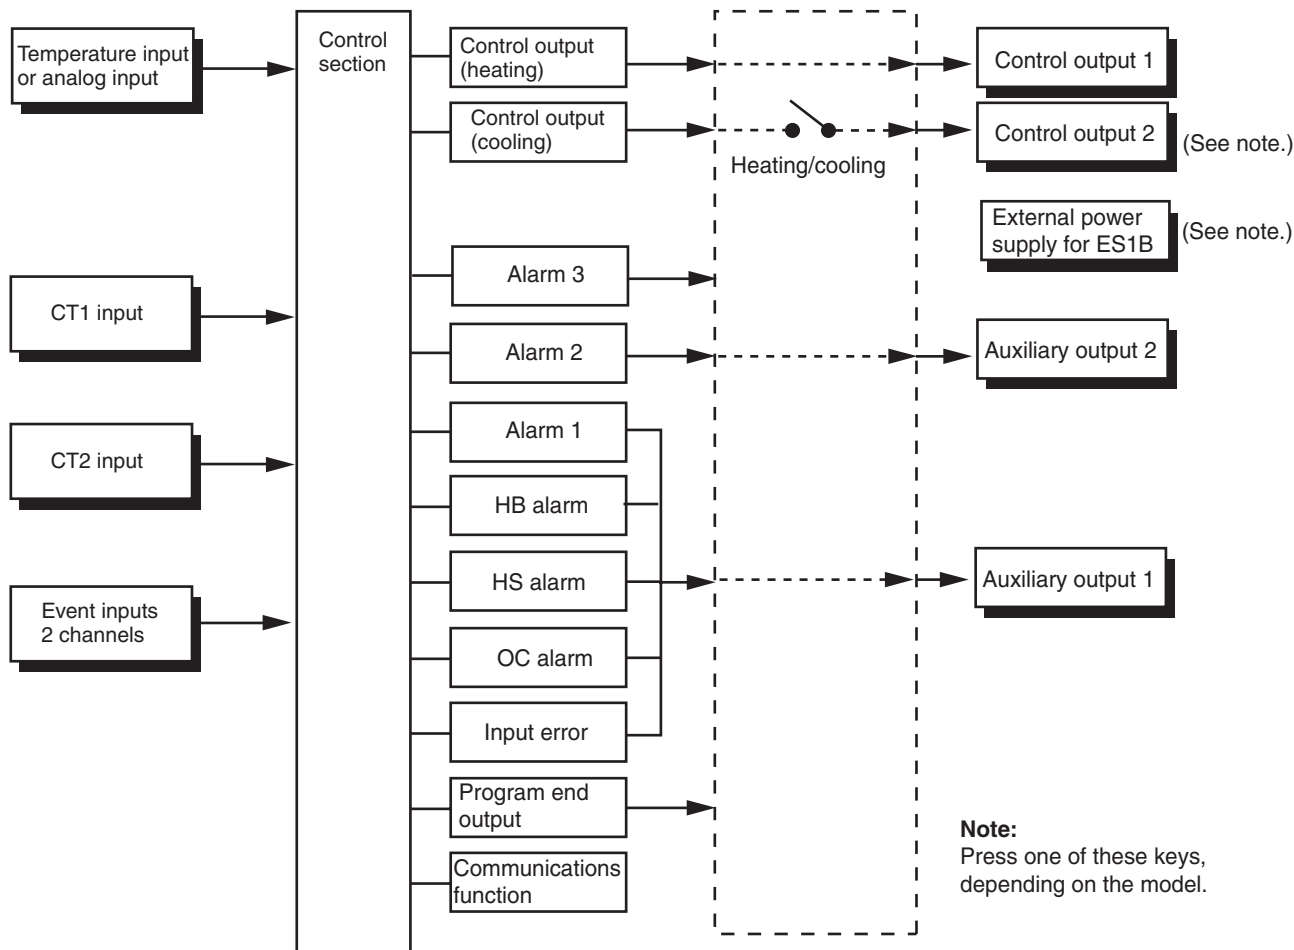 Temperature input
or analog input
CT1 input
CT2 input
Event inputs
2 channels
Control
section
Control output
(heating)
Control output
(cooling)
Alarm 3
Alarm 2
Alarm 1
HB alarm
HS alarm
OC alarm
Input error
Program end
output
Communications
function
Heating/cooling
Control output 1
Control output 2
(See note.)
External power
supply for ES1B
(See note.)
Auxiliary output 2
Auxiliary output 1
Note:
Press one of these keys,
depending on the model.